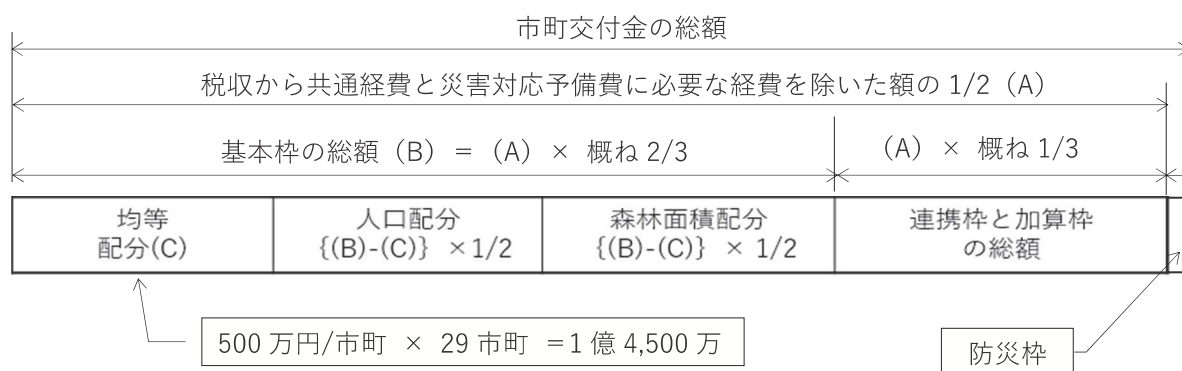 市町交付金の総額
税収から共通経費と災害対応予備費に必要な経費を除いた額の 1/2 (A)
基本枠の総額 (B) = (A) × 概ね 2/3
(A) × 概ね 1/3
均等
配分(C)
人口配分
{(B)-(C)} ×1/2
森林面積配分
{(B)-(C)} × 1/2
連携枠と加算枠
の総額
500 万円/市町 × 29 市町 =1 億 4,500 万
防災枠